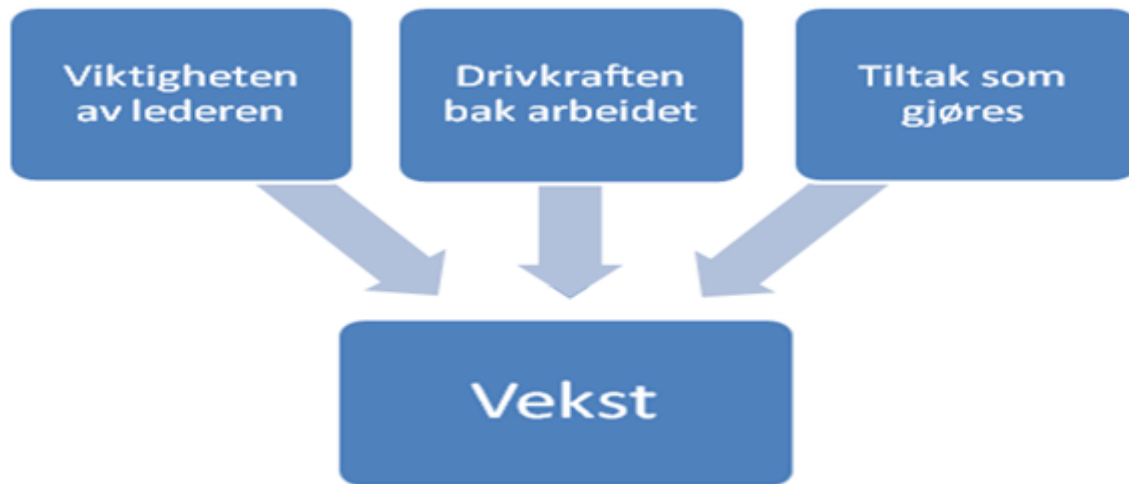 Viktigheten
av lederen
Drivkraften
bak arbeidet
Tiltak som
gjøres
Vekst